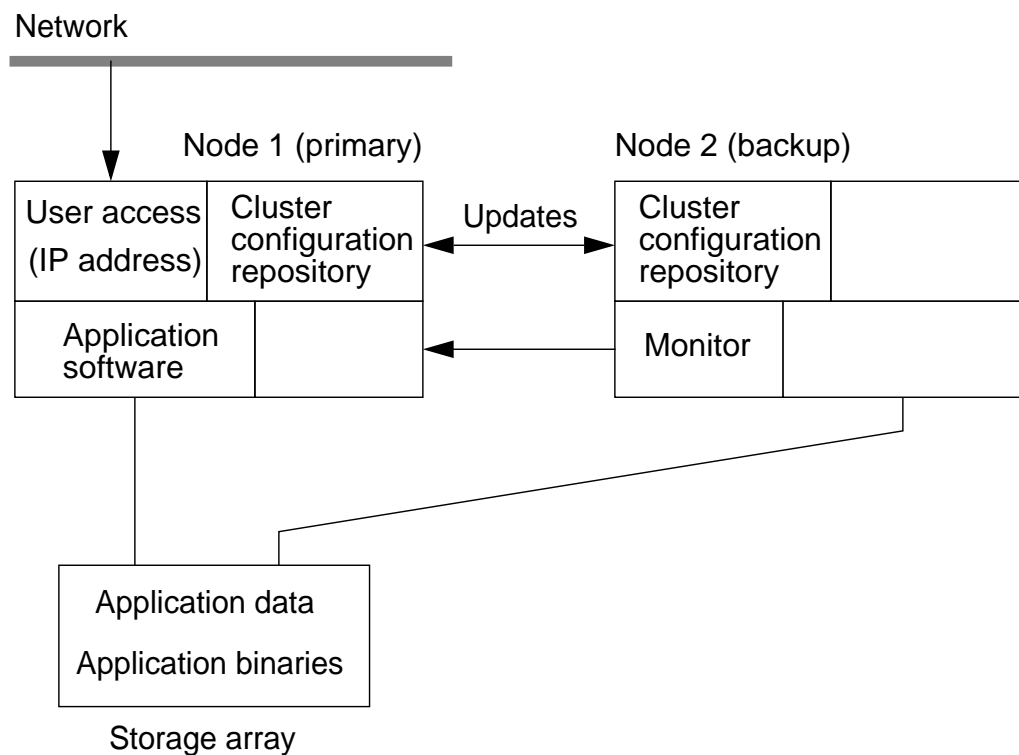 Network
Node 1 (primary)
Node 2 (backup)
User access
(IP address)
Cluster
configuration
repository
Updates
Cluster
configuration
repository
Application
software
Monitor
Application data
Application binaries
Storage array